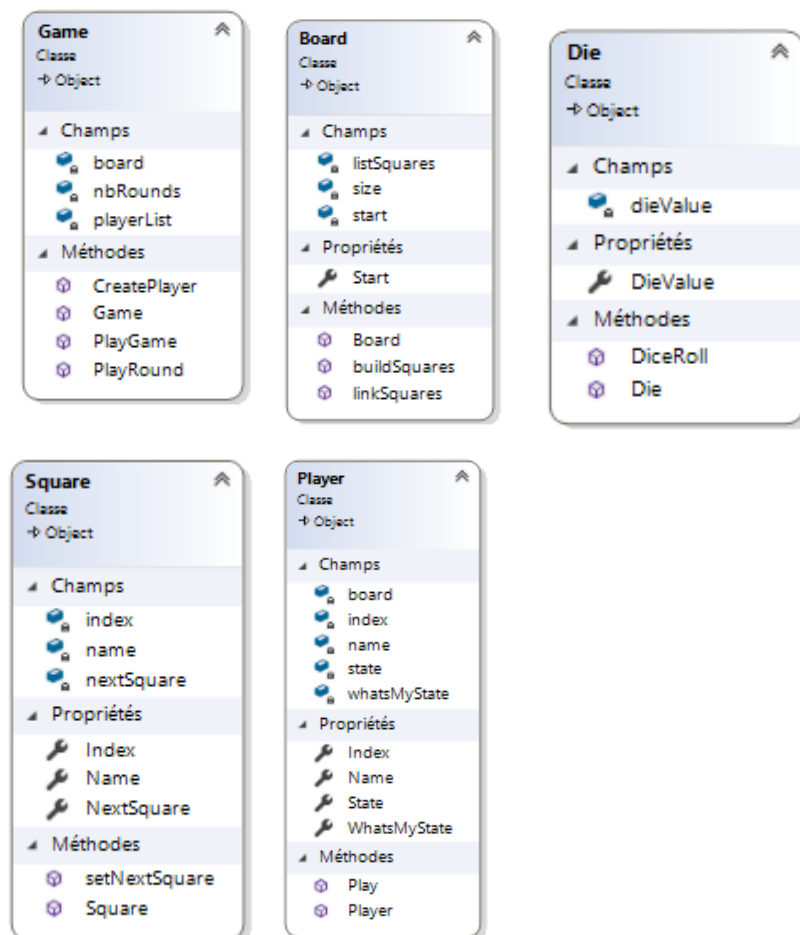 Game
Classe
Object
Champs
board
nbRounds
playerList
Méthodes
CreatePlayer
Game
PlayGame
PlayRound
Board
Classe
Object
Champs
listSquares
size
start
Propriétés
Start
Méthodes
Board
buildSquares
linkSquares
Die
Classe
Object
Champs
dieValue
Propriétés
DieValue
Méthodes
DiceRoll
Die
Square
Classe
Object
Champs
index
name
nextSquare
Propriétés
Index
Name
NextSquare
Méthodes
setNextSquare
Square
Player
Classe
Object
Champs
board
index
name
state
whatsMyState
Propriétés
Index
Name
State
WhatsMyState
Méthodes
Play
Player